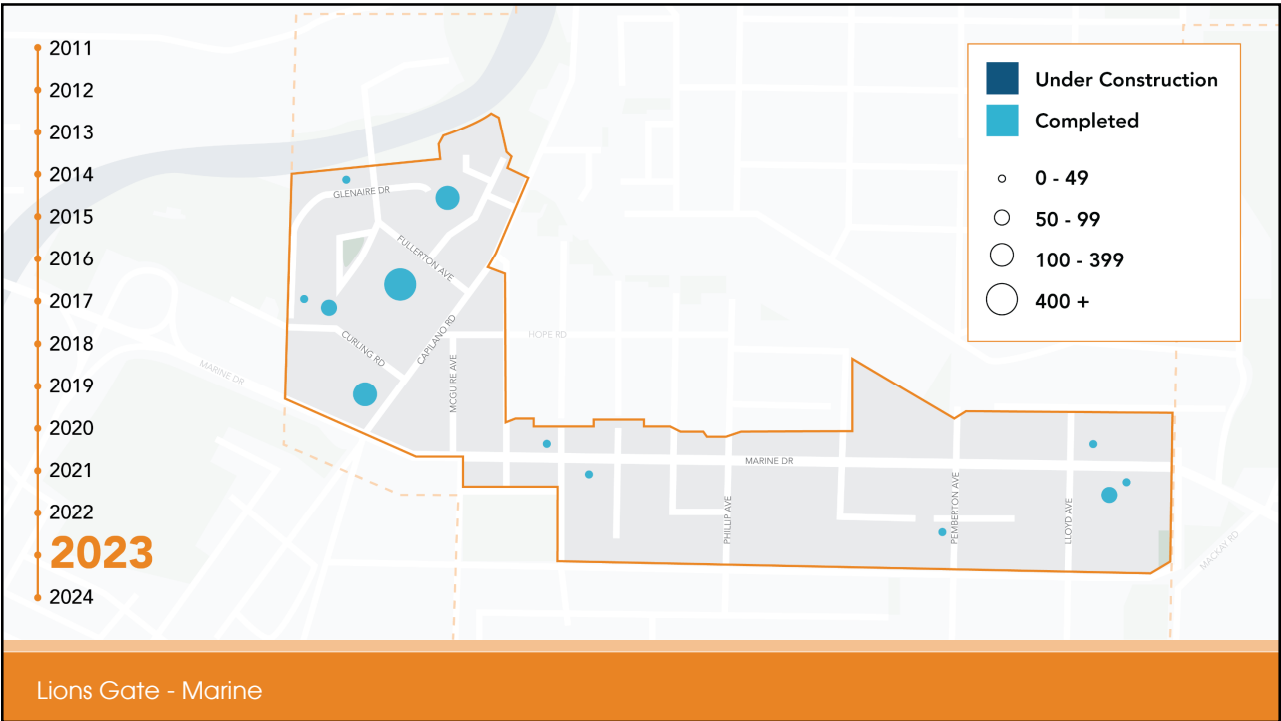 2011
2012
2013
2014
2015
2016
2017
2018
2019
2020
2021
2022
2023
2024
Under Construction
Completed
0 - 49
50 - 99
100 - 399
400 +
GLENAIRE DR
FULLERTON AVE
CAPILANO RD
CURLING RD
MCGUIRE AVE
HOPE RD
MARINE DR
MARINE DR
PHILLIP AVE
PEMBERTON AVE
LLOYD AVE
MACKAY RD
Lions Gate - Marine